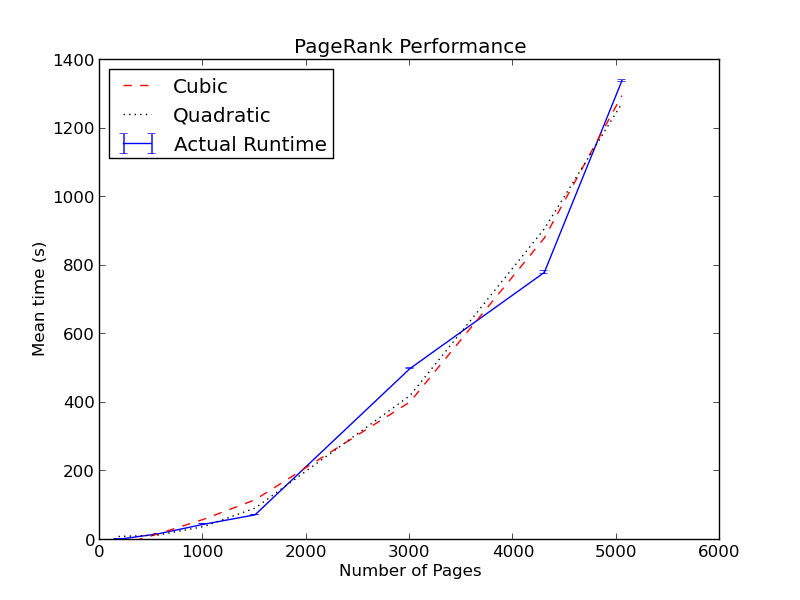 PageRank Performance
1400
1200
1000
800
600
400
200
0
Cubic
Quadratic
Actual Runtime
Mean time (s)
0 1000 2000 3000 4000 5000 6000
Number of Pages